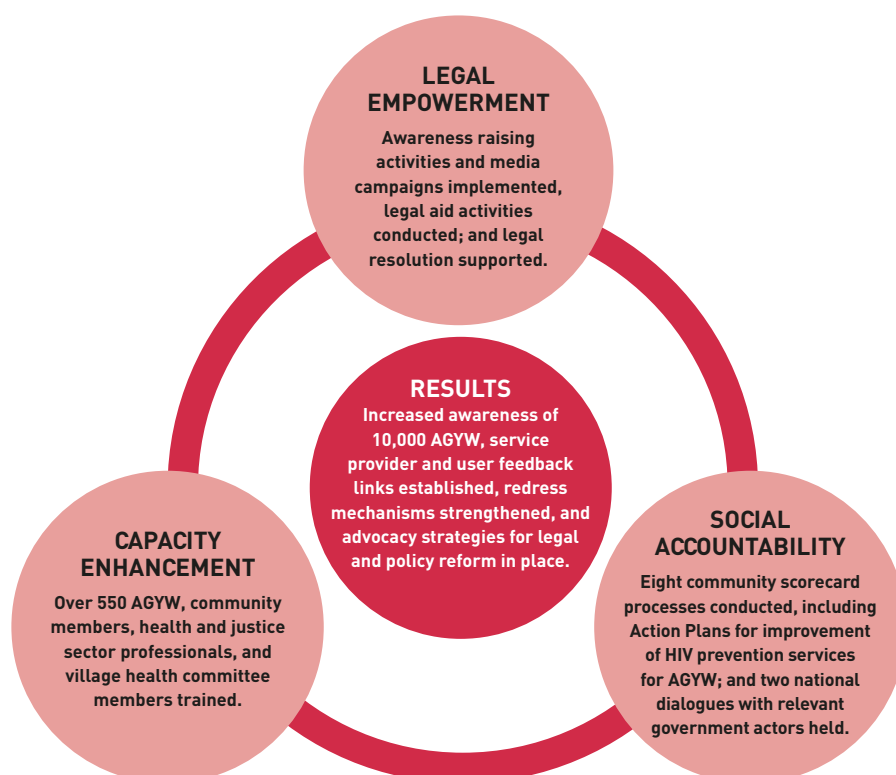 LEGAL
EMPOWERMENT
Awareness raising
activities and media
campaigns implemented,
legal aid activities
conducted; and legal
resolution supported.
RESULTS
Increased awareness of
10,000 AGYW, service
provider and user feedback
links established, redress
mechanisms strengthened, and
advocacy strategies for legal
and policy reform in place.
CAPACITY
ENHANCEMENT
Over 550 AGYW, community
members, health and justice
sector professionals, and
village health committee
members trained.
SOCIAL
ACCOUNTABILITY
Eight community scorecard
processes conducted, including
Action Plans for improvement
of HIV prevention services
for AGYW; and two national
dialogues with relevant
government actors held.